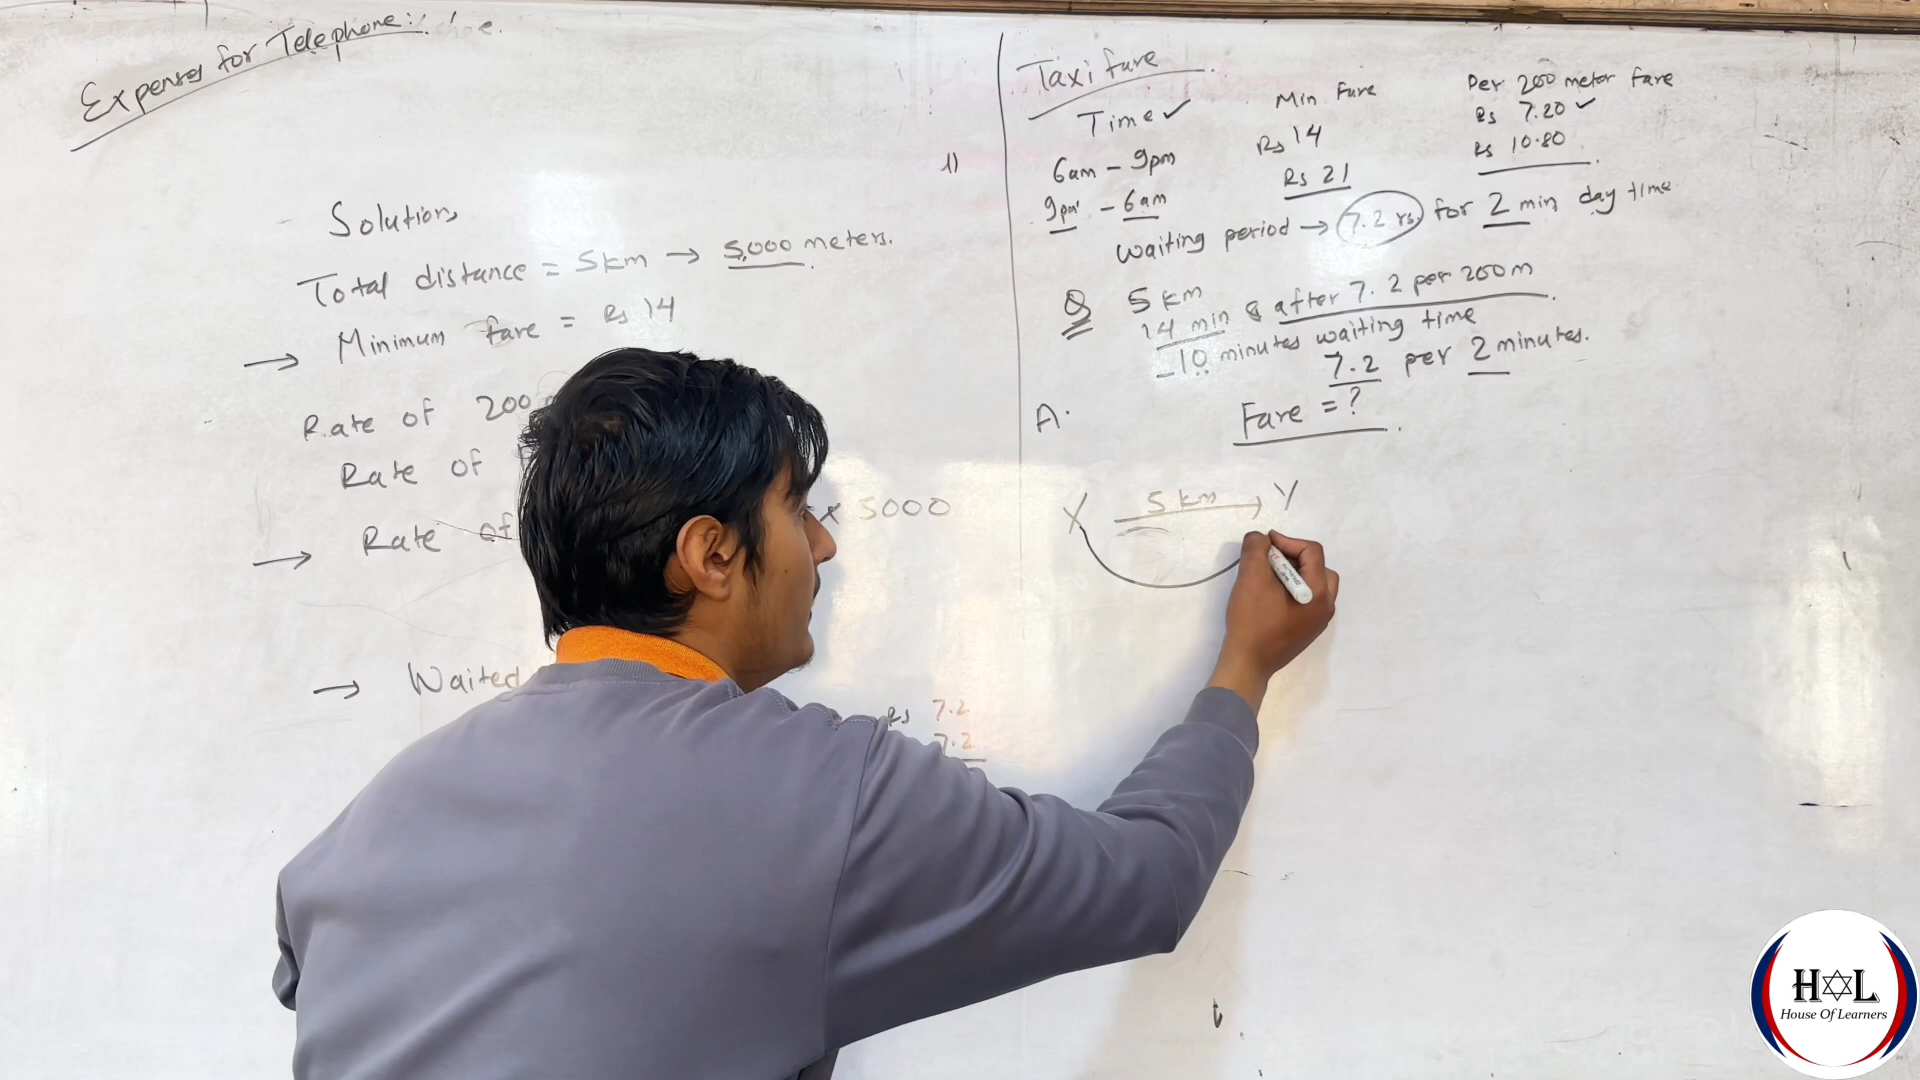 Expenses for Telephone:
Solution
Total distance = 5km → 5,000 meters.
→ Minimum fare = Rs 14
Rate of 200
Rate of
→ Rate of × 5000
→ Waited
Rs 7.2
7.2
1)
Taxi fare
Time ✓ Min Fare Per 200 meter fare
6am - 9pm Rs 14 Rs 7.20 ✓
9pm - 6am Rs 21 Rs 10.80
Waiting period → 7.2 rs. for 2 min day time
Q 5 km
14 min & after 7.2 per 200m
- 10 minutes waiting time
7.2 per 2 minutes.
A. Fare = ?
X 5 km → Y
H L
House Of Learners